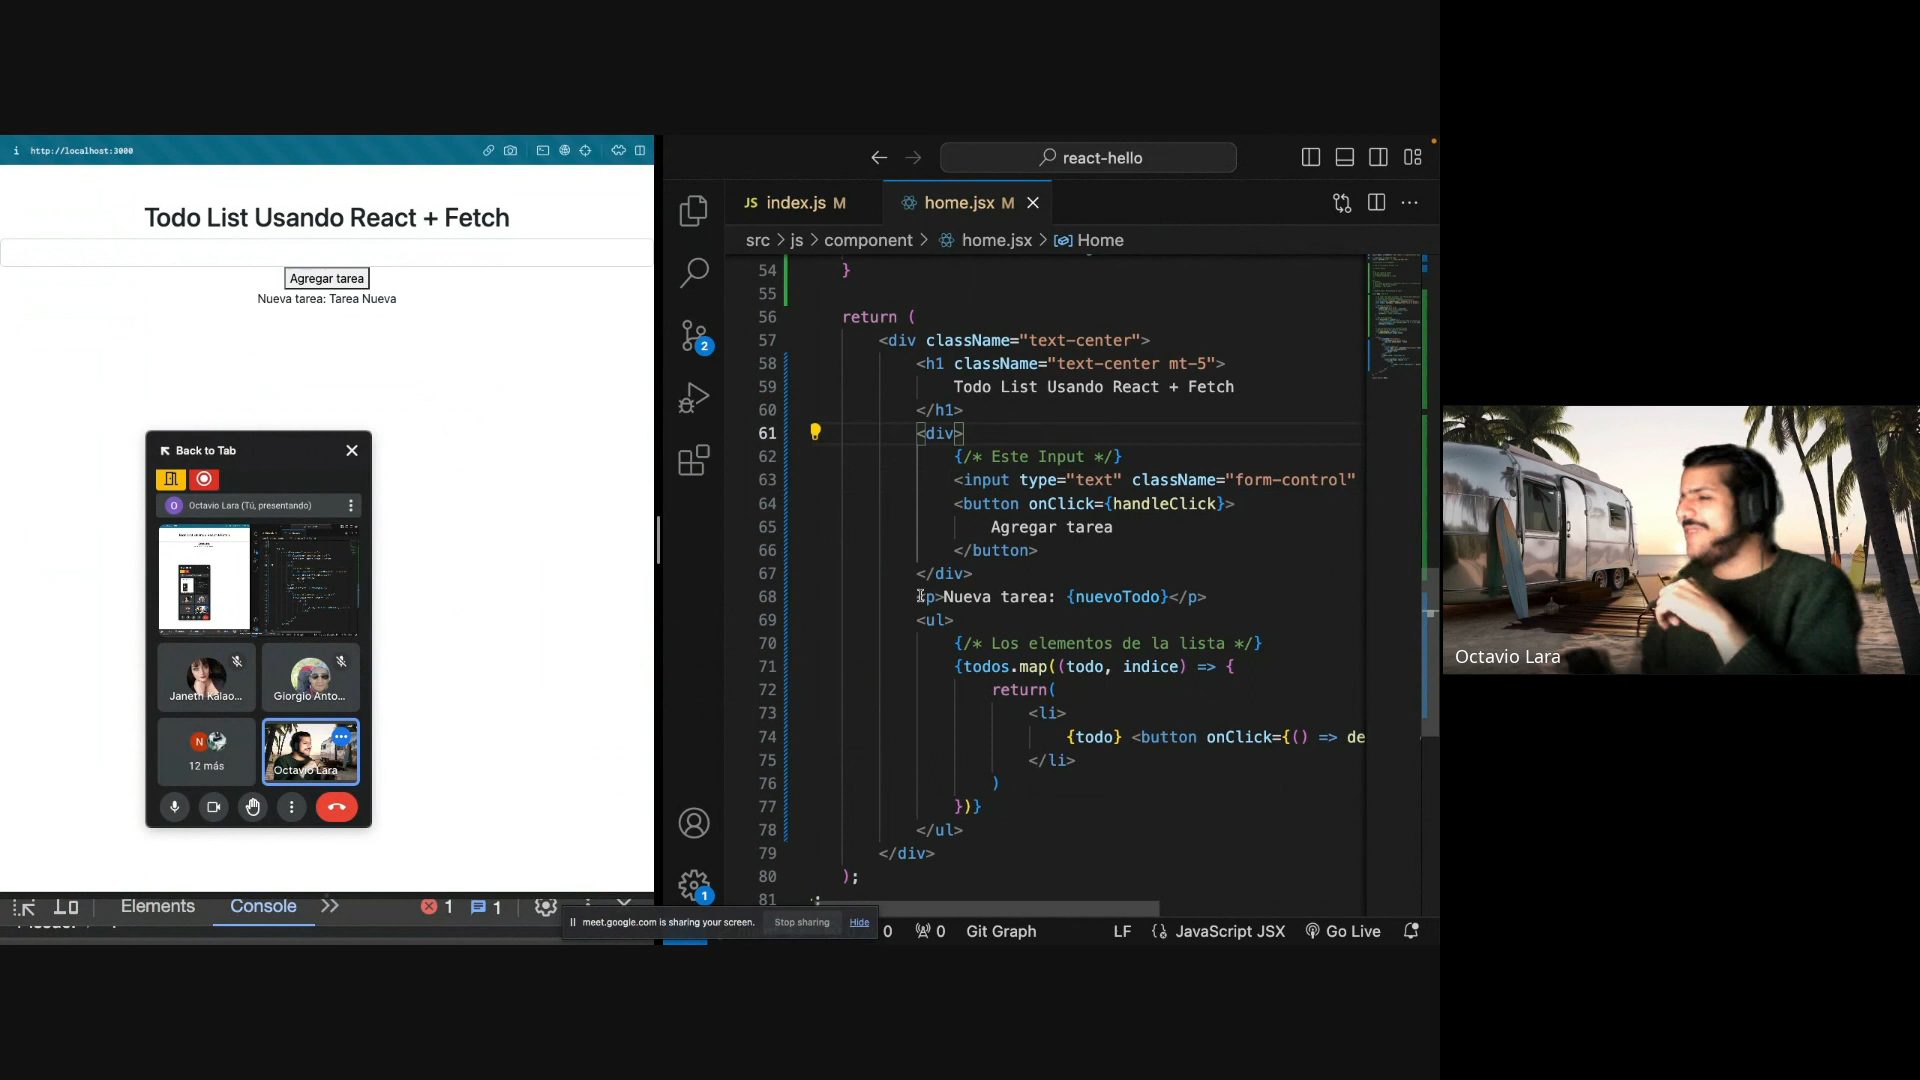 http://localhost:3000
Todo List Usando React + Fetch
Agregar tarea
Nueva tarea: Tarea Nueva
Back to Tab
O Octavio Lara (Tú, presentando)
Janeth Kalao...
Giorgio Anto...
N
12 más
Octavio Lara
Elements
Console
1
1
meet.google.com is sharing your screen.
Stop sharing
Hide
react-hello
JS index.js M
home.jsx M
src > js > component > home.jsx > Home
2
1
54 }
55
56 return (
57 <div className="text-center">
58 <h1 className="text-center mt-5">
59 Todo List Usando React + Fetch
60 </h1>
61 <div>
62 {/* Este Input */}
63 <input type="text" className="form-control"
64 <button onClick={handleClick}>
65 Agregar tarea
66 </button>
67 </div>
68 <p>Nueva tarea: {nuevoTodo}</p>
69 <ul>
70 {/* Los elementos de la lista */}
71 {todos.map((todo, indice) => {
72 return(
73 <li>
74 {todo} <button onClick={() => de
75 </li>
76 )
77 })}
78 </ul>
79 </div>
80 );
81
0
0
Git Graph
LF
JavaScript JSX
Go Live
Octavio Lara